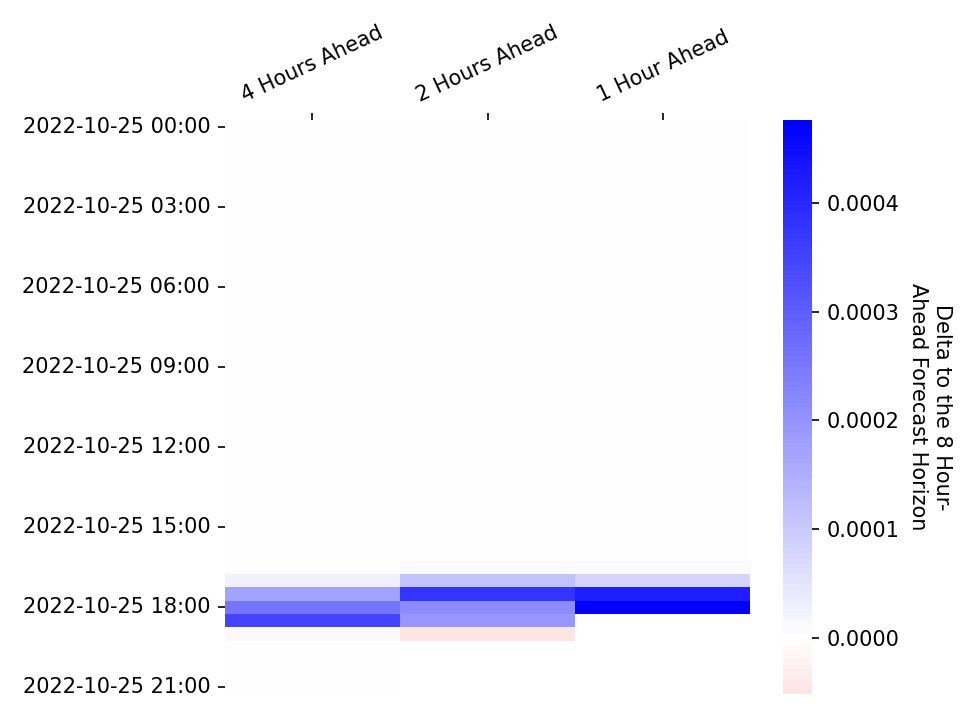 4 Hours Ahead
2 Hours Ahead
1 Hour Ahead
2022-10-25 00:00
2022-10-25 03:00
2022-10-25 06:00
2022-10-25 09:00
2022-10-25 12:00
2022-10-25 15:00
2022-10-25 18:00
2022-10-25 21:00
0.0004
0.0003
0.0002
0.0001
0.0000
Delta to the 8 Hour-
Ahead Forecast Horizon